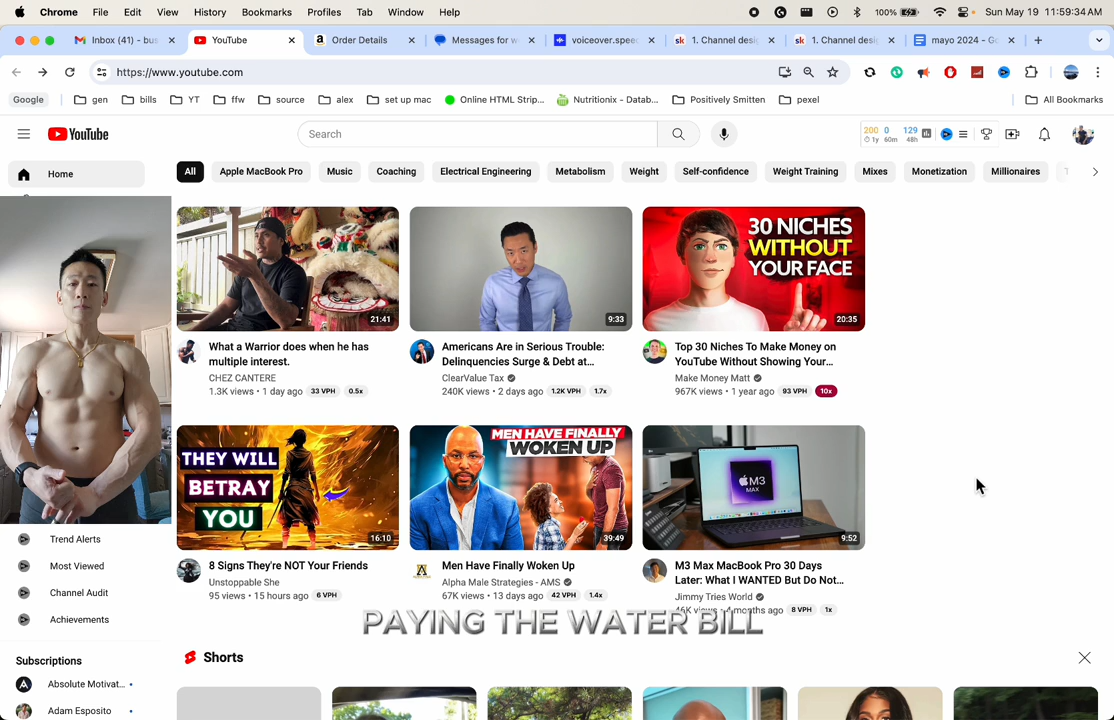 Chrome File Edit View History Bookmarks Profiles Tab Window Help 100% Sun May 19 11:59:34 AM
Inbox (41) - bus YouTube Order Details Messages for w voiceover.spee 1. Channel desig 1. Channel desig mayo 2024 - Go
https://www.youtube.com
Google gen bills YT ffw source alex set up mac Online HTML Strip... Nutritionix - Datab... Positively Smitten pexel All Bookmarks
YouTube Search 200 0 129
1y 60m 48h
Home All Apple MacBook Pro Music Coaching Electrical Engineering Metabolism Weight Self-confidence Weight Training Mixes Monetization Millionaires
30 NICHES
WITHOUT
YOUR FACE
21:41 9:33 20:35
What a Warrior does when he has
multiple interest.
CHEZ CANTERE
1.3K views • 1 day ago 33 VPH 0.5x
Americans Are in Serious Trouble:
Delinquencies Surge & Debt at...
ClearValue Tax
240K views • 2 days ago 1.2K VPH 1.7x
Top 30 Niches To Make Money on
YouTube Without Showing Your...
Make Money Matt
967K views • 1 year ago 93 VPH 10x
THEY WILL
BETRAY
YOU
16:10
MEN HAVE FINALLY
WOKEN UP
39:49
M3
MAX
9:52
8 Signs They're NOT Your Friends
Unstoppable She
95 views • 15 hours ago 6 VPH
Men Have Finally Woken Up
Alpha Male Strategies - AMS
67K views • 13 days ago 42 VPH 1.4x
M3 Max MacBook Pro 30 Days
Later: What I WANTED But Do Not...
Jimmy Tries World
46K views months ago 8 VPH 1x
PAYING THE WATER BILL
Trend Alerts
Most Viewed
Channel Audit
Achievements
Subscriptions
Absolute Motivat...
Adam Esposito
Shorts